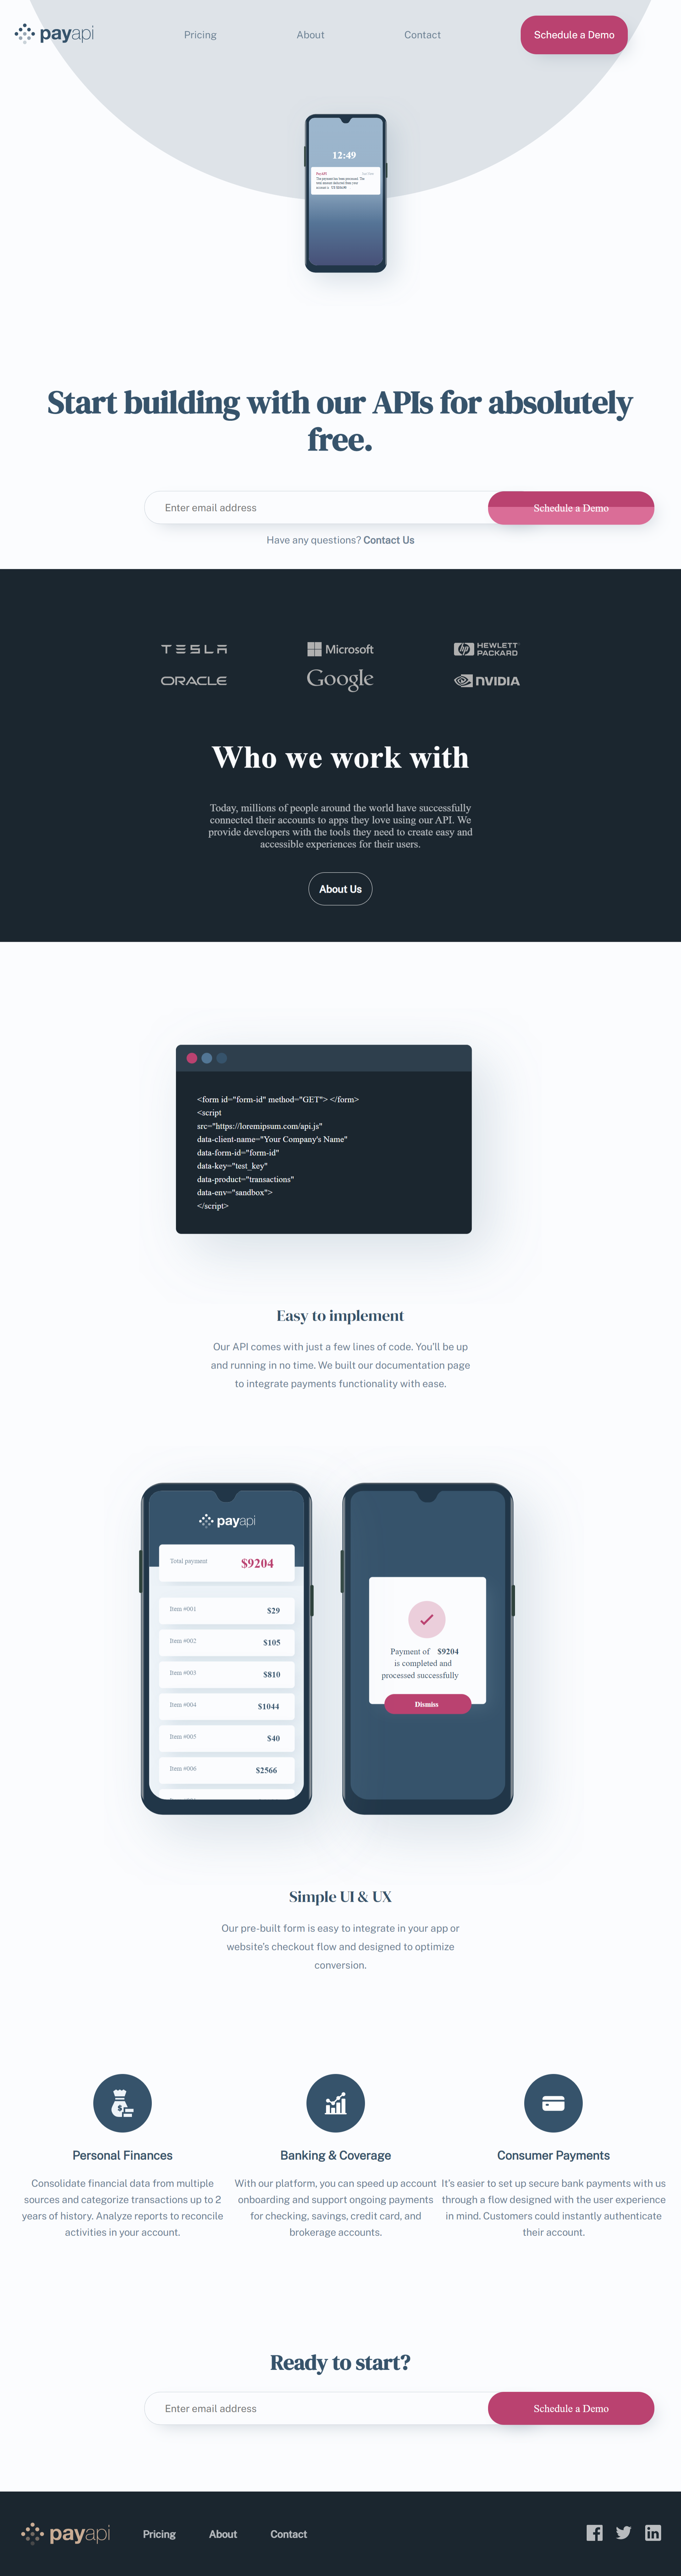 payapi
Pricing
About
Contact
Schedule a Demo
12:49
PayAPI
The payment has been processed. The
Start building with our APIs for absolutely
free.
Enter email address
Schedule a Demo
Have any questions? Contact Us
TESLA
Microsoft
hp HEWLETT
PACKARD
ORACLE
Google
NVIDIA
Who we work with
Today, millions of people around the world have successfully
connected their accounts to apps they love using our API. We
provide developers with the tools they need to create easy and
accessible experiences for their users.
About Us
<form id="form-id" method="GET"> </form>
<script
src="https://loremipsum.com/api.js"
data-client-name="Your Company's Name"
data-form-id="form-id"
data-key="test_key"
data-product="transactions"
data-env="sandbox">
</script>
Easy to implement
Our API comes with just a few lines of code. You’ll be up
and running in no time. We built our documentation page
to integrate payments functionality with ease.
payapi
Total payment $9204
Item #001 $29
Item #002 $105
Item #003 $810
Item #004 $1044
Item #005 $40
Item #006 $2566
Payment of $9204
is completed and
processed successfully
Dismiss
Simple UI & UX
Our pre-built form is easy to integrate in your app or
website’s checkout flow and designed to optimize
conversion.
Personal Finances
Consolidate financial data from multiple
sources and categorize transactions up to 2
years of history. Analyze reports to reconcile
activities in your account.
Banking & Coverage
With our platform, you can speed up account
onboarding and support ongoing payments
for checking, savings, credit card, and
brokerage accounts.
Consumer Payments
It’s easier to set up secure bank payments with us
through a flow designed with the user experience
in mind. Customers could instantly authenticate
their account.
Ready to start?
Enter email address
Schedule a Demo
payapi
Pricing
About
Contact